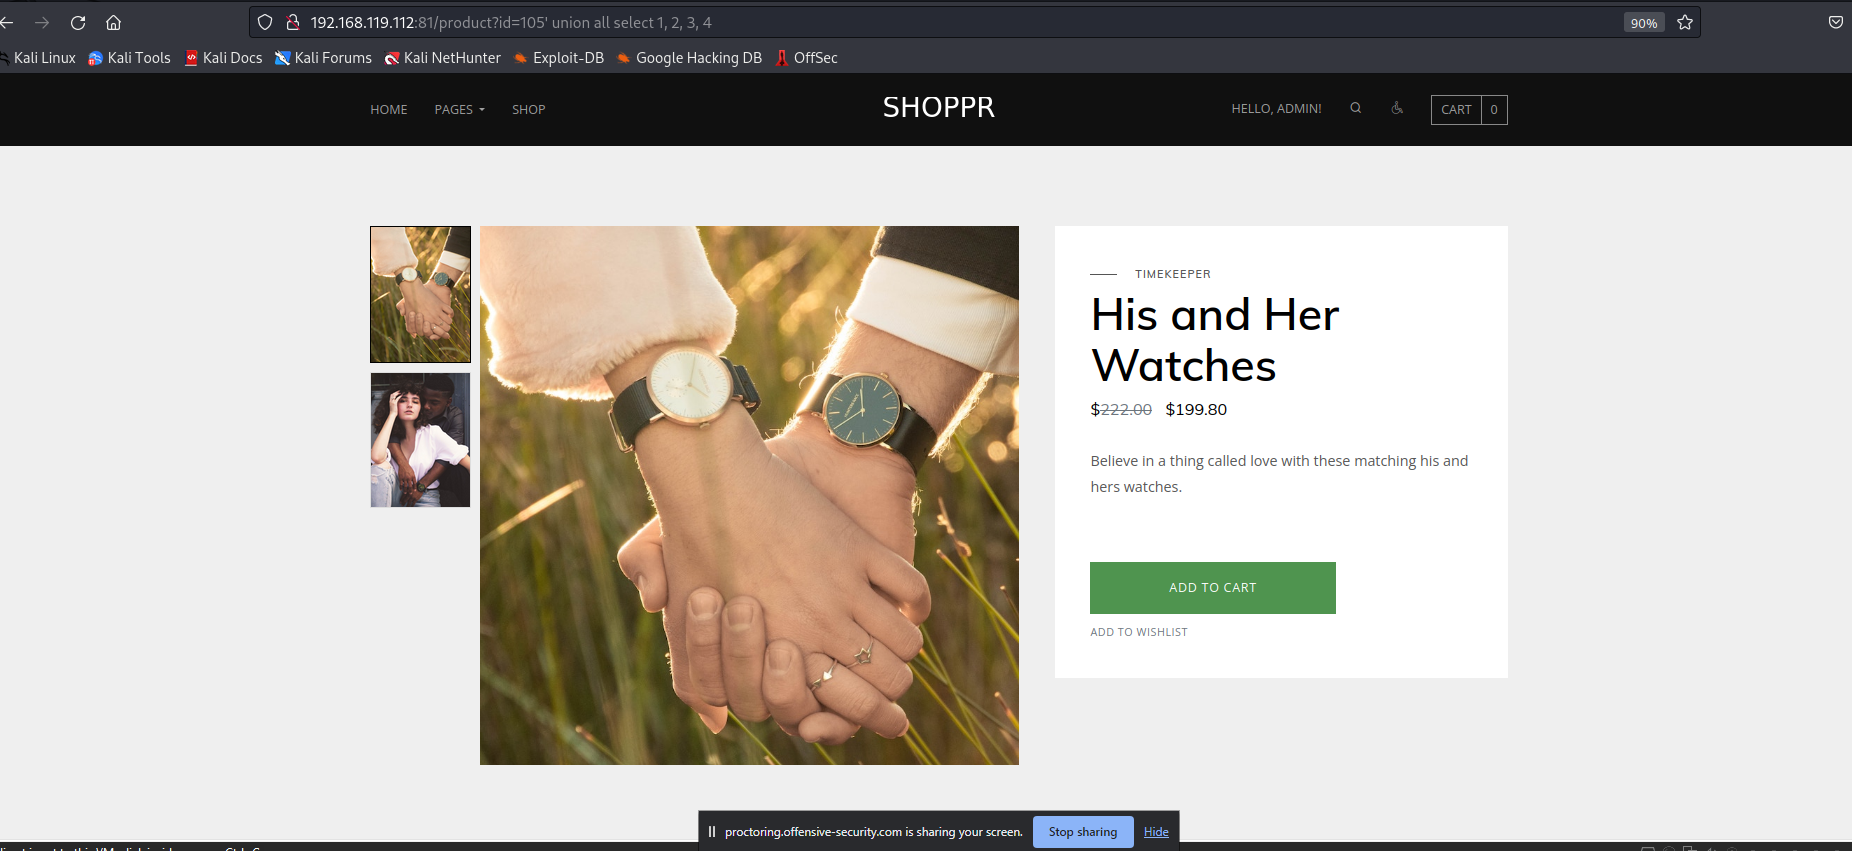 192.168.119.112:81/product?id=105' union all select 1, 2, 3, 4
90%
Kali Linux Kali Tools Kali Docs Kali Forums Kali NetHunter Exploit-DB Google Hacking DB OffSec
HOME PAGES SHOP SHOPPR HELLO, ADMIN! CART 0
TIMEKEEPER
His and Her
Watches
$222.00 $199.80
Believe in a thing called love with these matching his and
hers watches.
ADD TO CART
ADD TO WISHLIST
proctoring.offensive-security.com is sharing your screen. Stop sharing Hide